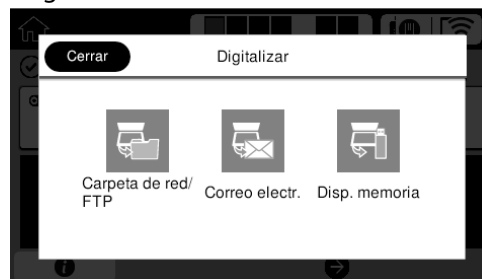 Cerrar
Digitalizar
Carpeta de red/
FTP
Correo electr.
Disp. memoria